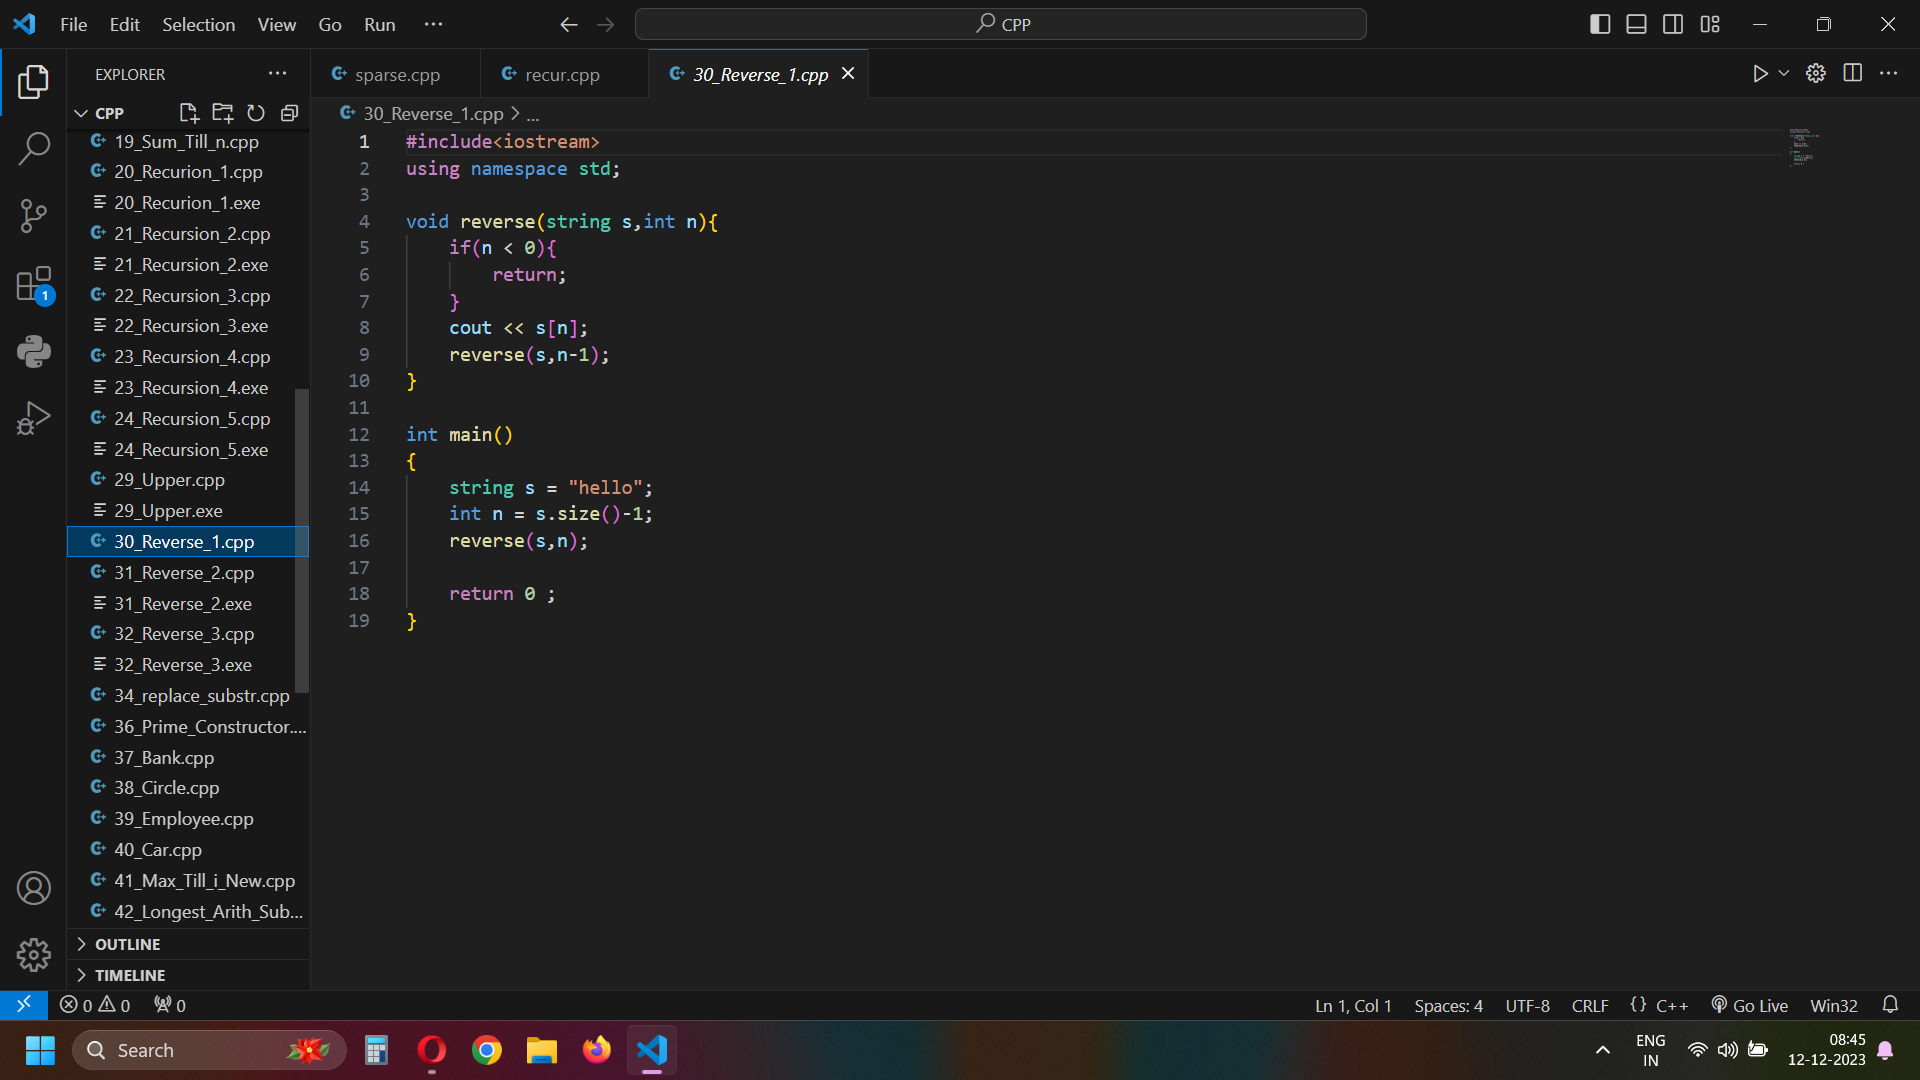 File Edit Selection View Go Run ...
CPP
EXPLORER
CPP
19_Sum_Till_n.cpp
20_Recurion_1.cpp
20_Recurion_1.exe
21_Recursion_2.cpp
21_Recursion_2.exe
22_Recursion_3.cpp
22_Recursion_3.exe
23_Recursion_4.cpp
23_Recursion_4.exe
24_Recursion_5.cpp
24_Recursion_5.exe
29_Upper.cpp
29_Upper.exe
30_Reverse_1.cpp
31_Reverse_2.cpp
31_Reverse_2.exe
32_Reverse_3.cpp
32_Reverse_3.exe
34_replace_substr.cpp
36_Prime_Constructor....
37_Bank.cpp
38_Circle.cpp
39_Employee.cpp
40_Car.cpp
41_Max_Till_i_New.cpp
42_Longest_Arith_Sub...
OUTLINE
TIMELINE
1
sparse.cpp recur.cpp 30_Reverse_1.cpp
30_Reverse_1.cpp > ...
1 #include<iostream>
2 using namespace std;
3
4 void reverse(string s,int n){
5     if(n < 0){
6         return;
7     }
8     cout << s[n];
9     reverse(s,n-1);
10 }
11
12 int main()
13 {
14     string s = "hello";
15     int n = s.size()-1;
16     reverse(s,n);
17
18     return 0 ;
19 }
0 0 0 Ln 1, Col 1 Spaces: 4 UTF-8 CRLF {} C++ Go Live Win32
Search
ENG
IN
08:45
12-12-2023